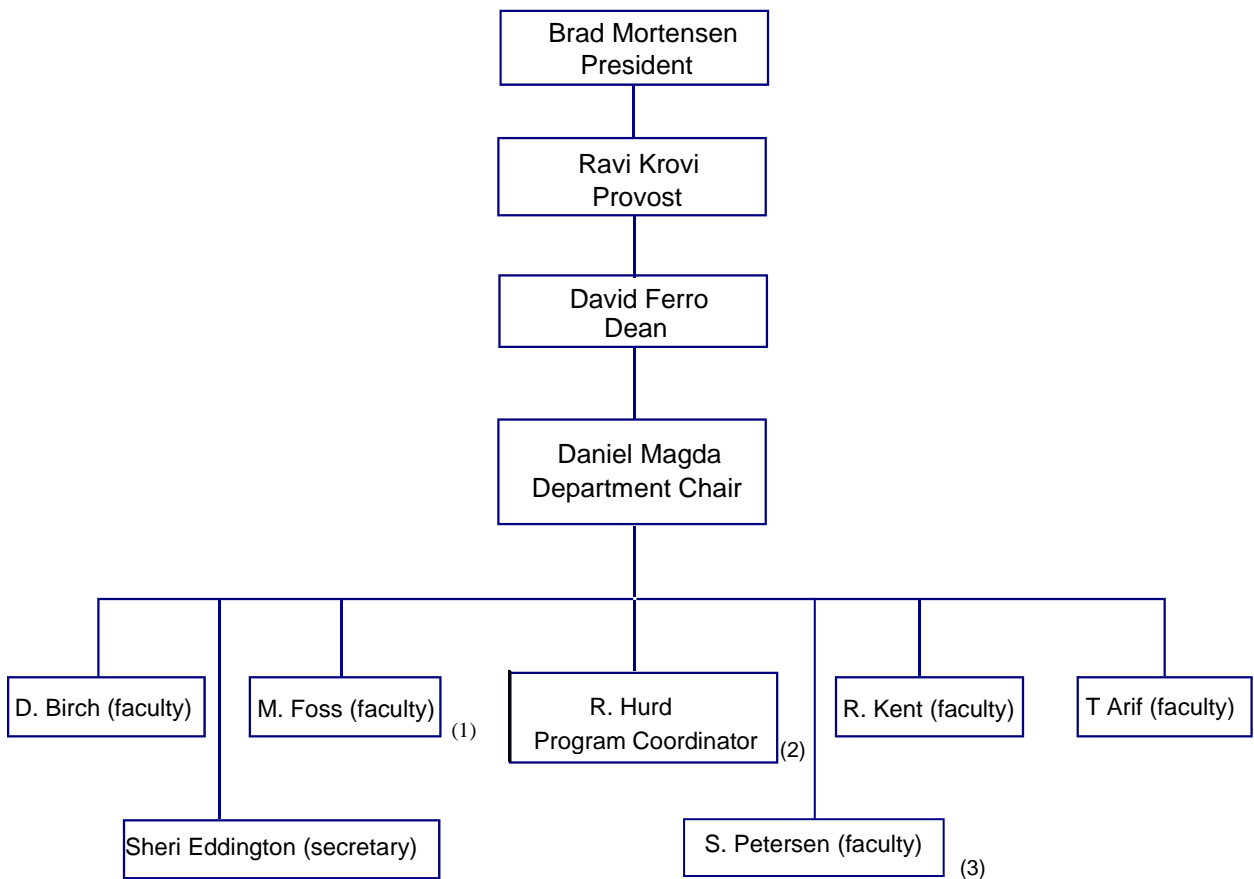 Brad Mortensen
President
Ravi Krovi
Provost
David Ferro
Dean
Daniel Magda
Department Chair
D. Birch (faculty)
M. Foss (faculty)
(1)
R. Hurd
Program Coordinator
(2)
R. Kent (faculty)
T Arif (faculty)
Sheri Eddington (secretary)
S. Petersen (faculty)
(3)